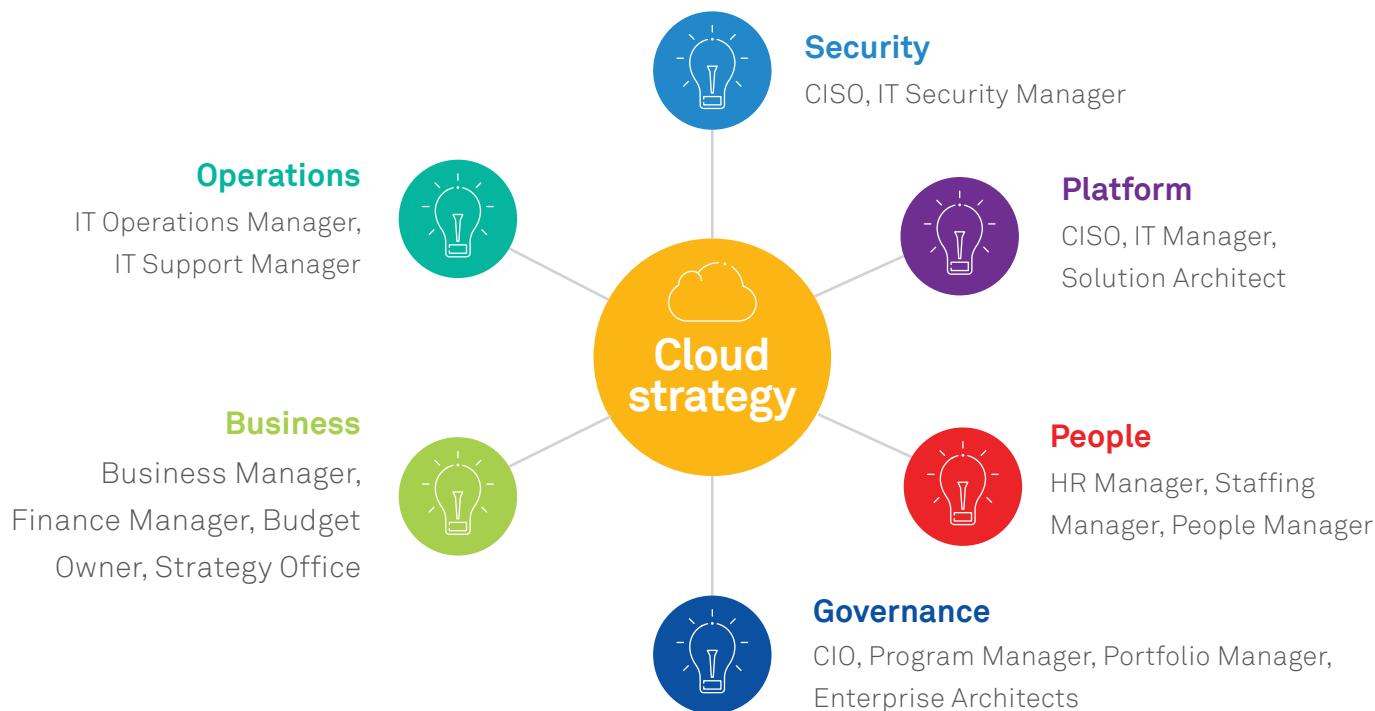 Security
CISO, IT Security Manager
Operations
IT Operations Manager,
IT Support Manager
Platform
CISO, IT Manager,
Solution Architect
Cloud
strategy
Business
Business Manager,
Finance Manager, Budget
Owner, Strategy Office
People
HR Manager, Staffing
Manager, People Manager
Governance
CIO, Program Manager, Portfolio Manager,
Enterprise Architects